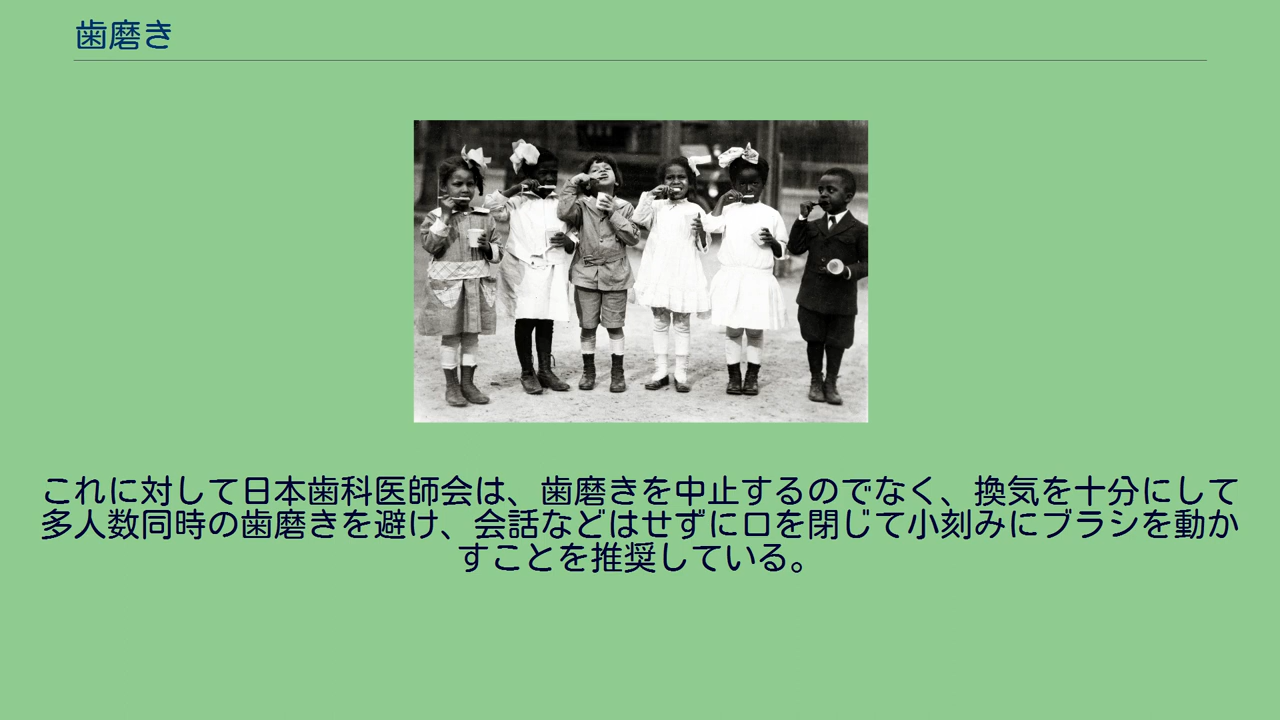 歯磨き
これに対して日本歯科医師会は、歯磨きを中止するのでなく、換気を十分にして
多人数同時の歯磨きを避け、会話などはせずに口を閉じて小刻みにブラシを動か
すことを推奨している。